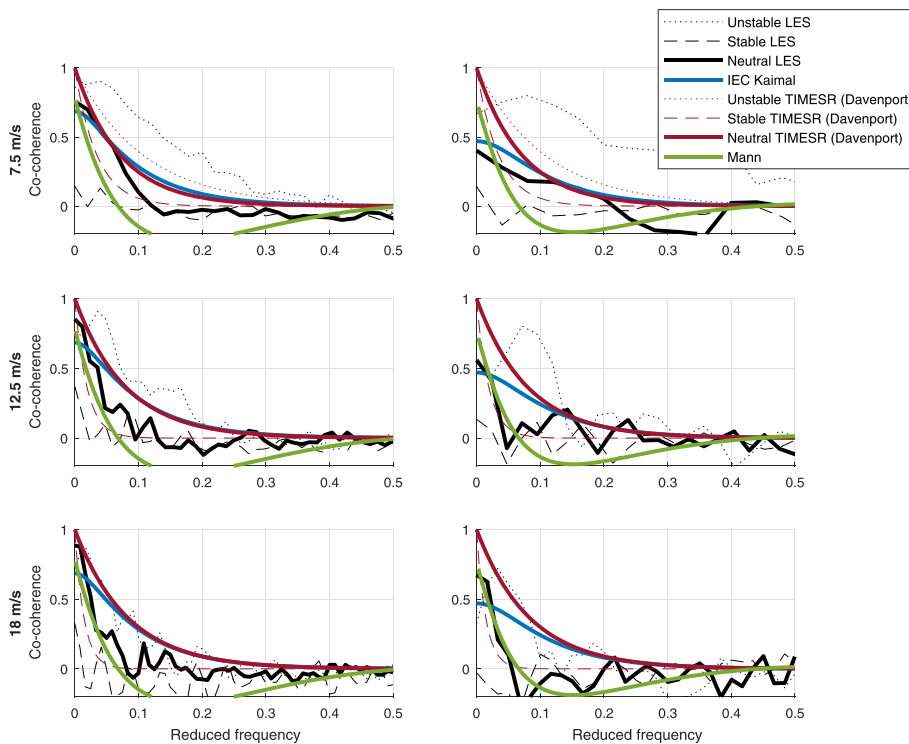 Unstable LES
Stable LES
Neutral LES
IEC Kaimal
Unstable TIMESR (Davenport)
Stable TIMESR (Davenport)
Neutral TIMESR (Davenport)
Mann
7.5 m/s
Co-coherence
1
0.5
0
0 0.1 0.2 0.3 0.4 0.5
1
0.5
0
0 0.1 0.2 0.3 0.4 0.5
12.5 m/s
Co-coherence
1
0.5
0
0 0.1 0.2 0.3 0.4 0.5
1
0.5
0
0 0.1 0.2 0.3 0.4 0.5
18 m/s
Co-coherence
1
0.5
0
0 0.1 0.2 0.3 0.4 0.5
Reduced frequency
1
0.5
0
0 0.1 0.2 0.3 0.4 0.5
Reduced frequency